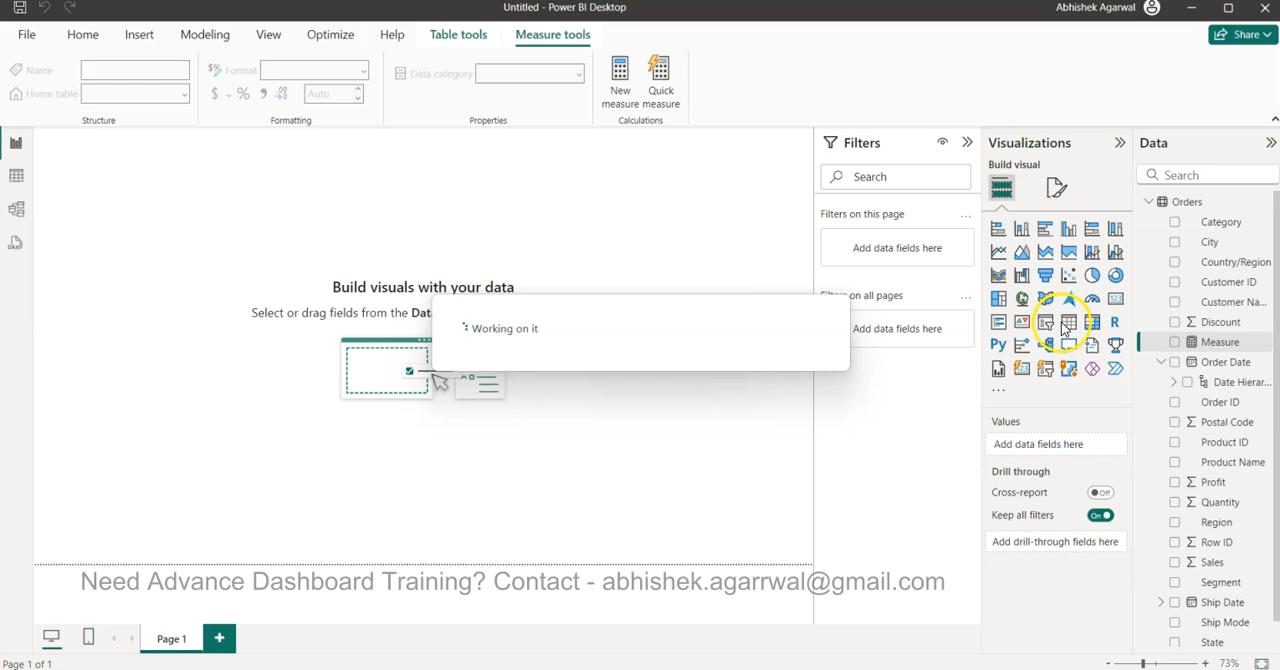 Untitled - Power BI Desktop
Abhishek Agarwal
File Home Insert Modeling View Optimize Help Table tools Measure tools
Share
Name
Home table
Structure
Format
$ % 9 .00
Auto
Formatting
Data category
Properties
New measure
Quick measure
Calculations
Build visuals with your data
Select or drag fields from the Dat
Working on it
Need Advance Dashboard Training? Contact - abhishek.agarrwal@gmail.com
Filters
Search
Filters on this page
...
Add data fields here
on all pages
...
Add data fields here
Visualizations
Build visual
123
R
Py
...
Values
Add data fields here
Drill through
Cross-report
Off
Keep all filters
On
Add drill-through fields here
Data
Search
Orders
Category
City
Country/Region
Customer ID
Customer Na...
Σ Discount
Measure
Order Date
Date Hierar...
Order ID
Σ Postal Code
Product ID
Product Name
Σ Profit
Σ Quantity
Region
Σ Row ID
Σ Sales
Segment
Ship Date
Ship Mode
State
Page 1
+
Page 1 of 1
- + 73%